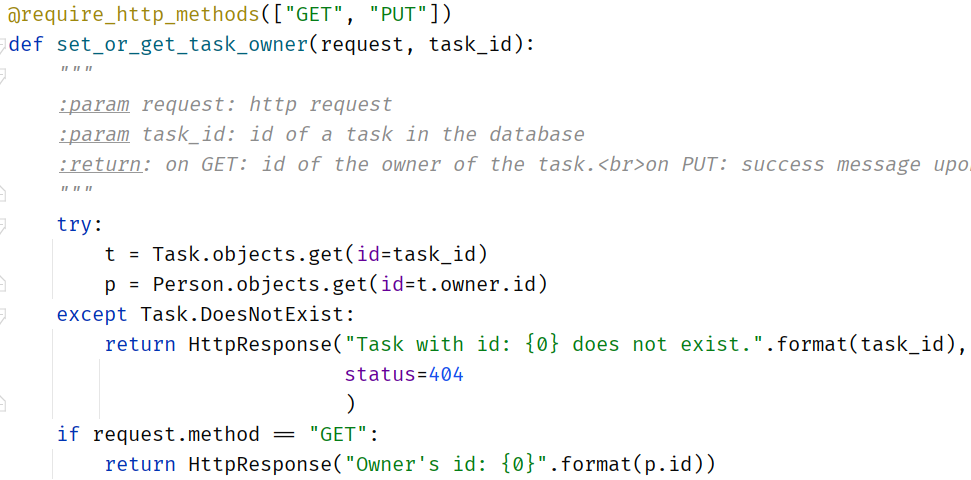 @require_http_methods(["GET", "PUT"])
def set_or_get_task_owner(request, task_id):
    """
    :param request: http request
    :param task_id: id of a task in the database
    :return: on GET: id of the owner of the task.<br>on PUT: success message
    """
    try:
        t = Task.objects.get(id=task_id)
        p = Person.objects.get(id=t.owner.id)
    except Task.DoesNotExist:
        return HttpResponse("Task with id: {0} does not exist.".format(task_id),
                            status=404
                            )
    if request.method == "GET":
        return HttpResponse("Owner's id: {0}".format(p.id))